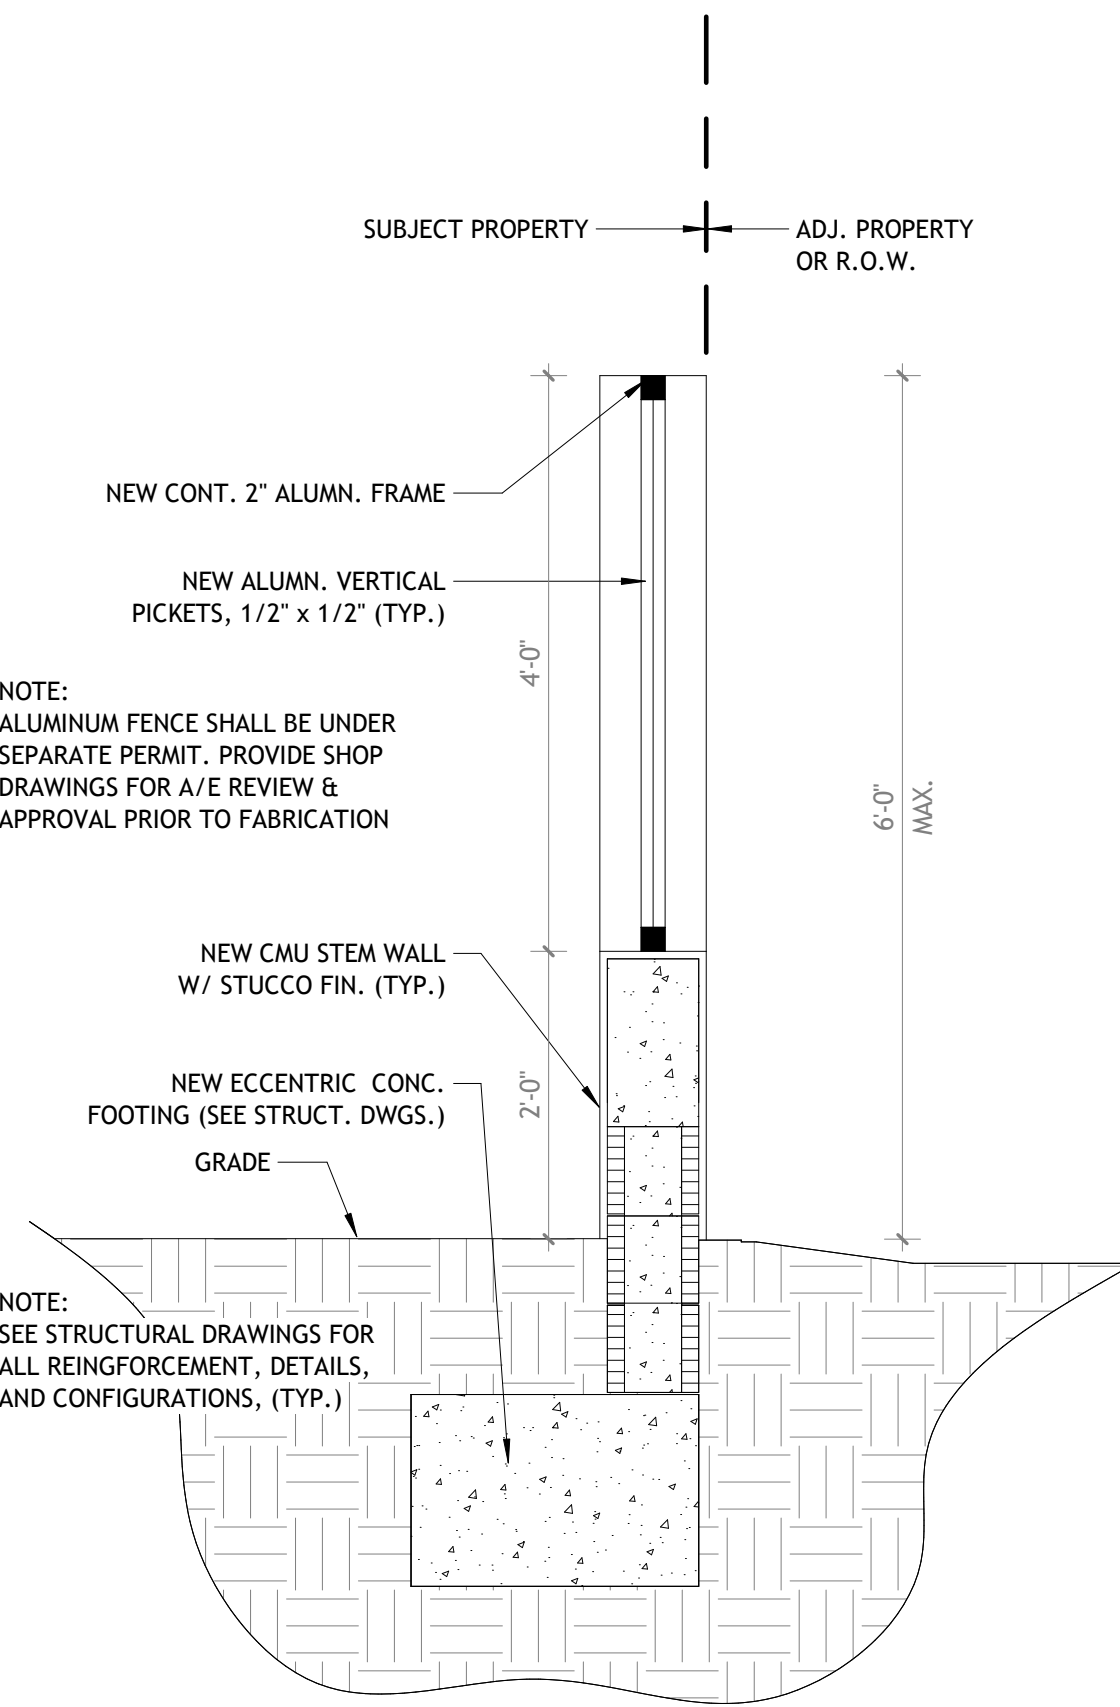 SUBJECT PROPERTY
ADJ. PROPERTY
OR R.O.W.
NEW CONT. 2" ALUMN. FRAME
NEW ALUMN. VERTICAL
PICKETS, 1/2" x 1/2" (TYP.)
4'-0"
NOTE:
ALUMINUM FENCE SHALL BE UNDER
SEPARATE PERMIT. PROVIDE SHOP
DRAWINGS FOR A/E REVIEW &
APPROVAL PRIOR TO FABRICATION
6'-0"
MAX.
NEW CMU STEM WALL
W/ STUCCO FIN. (TYP.)
2'-0"
NEW ECCENTRIC  CONC.
FOOTING (SEE STRUCT. DWGS.)
GRADE
NOTE:
SEE STRUCTURAL DRAWINGS FOR
ALL REINGFORCEMENT, DETAILS,
AND CONFIGURATIONS, (TYP.)